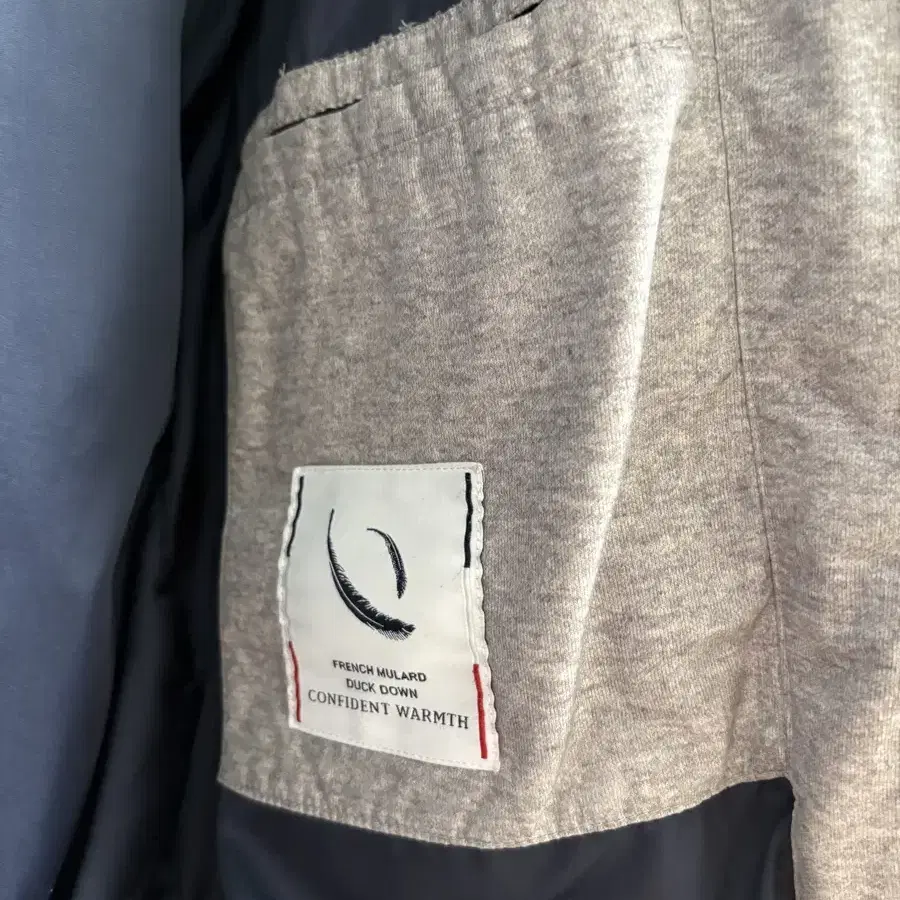 FRENCH MULARD
DUCK DOWN
CONFIDENT WARMTH